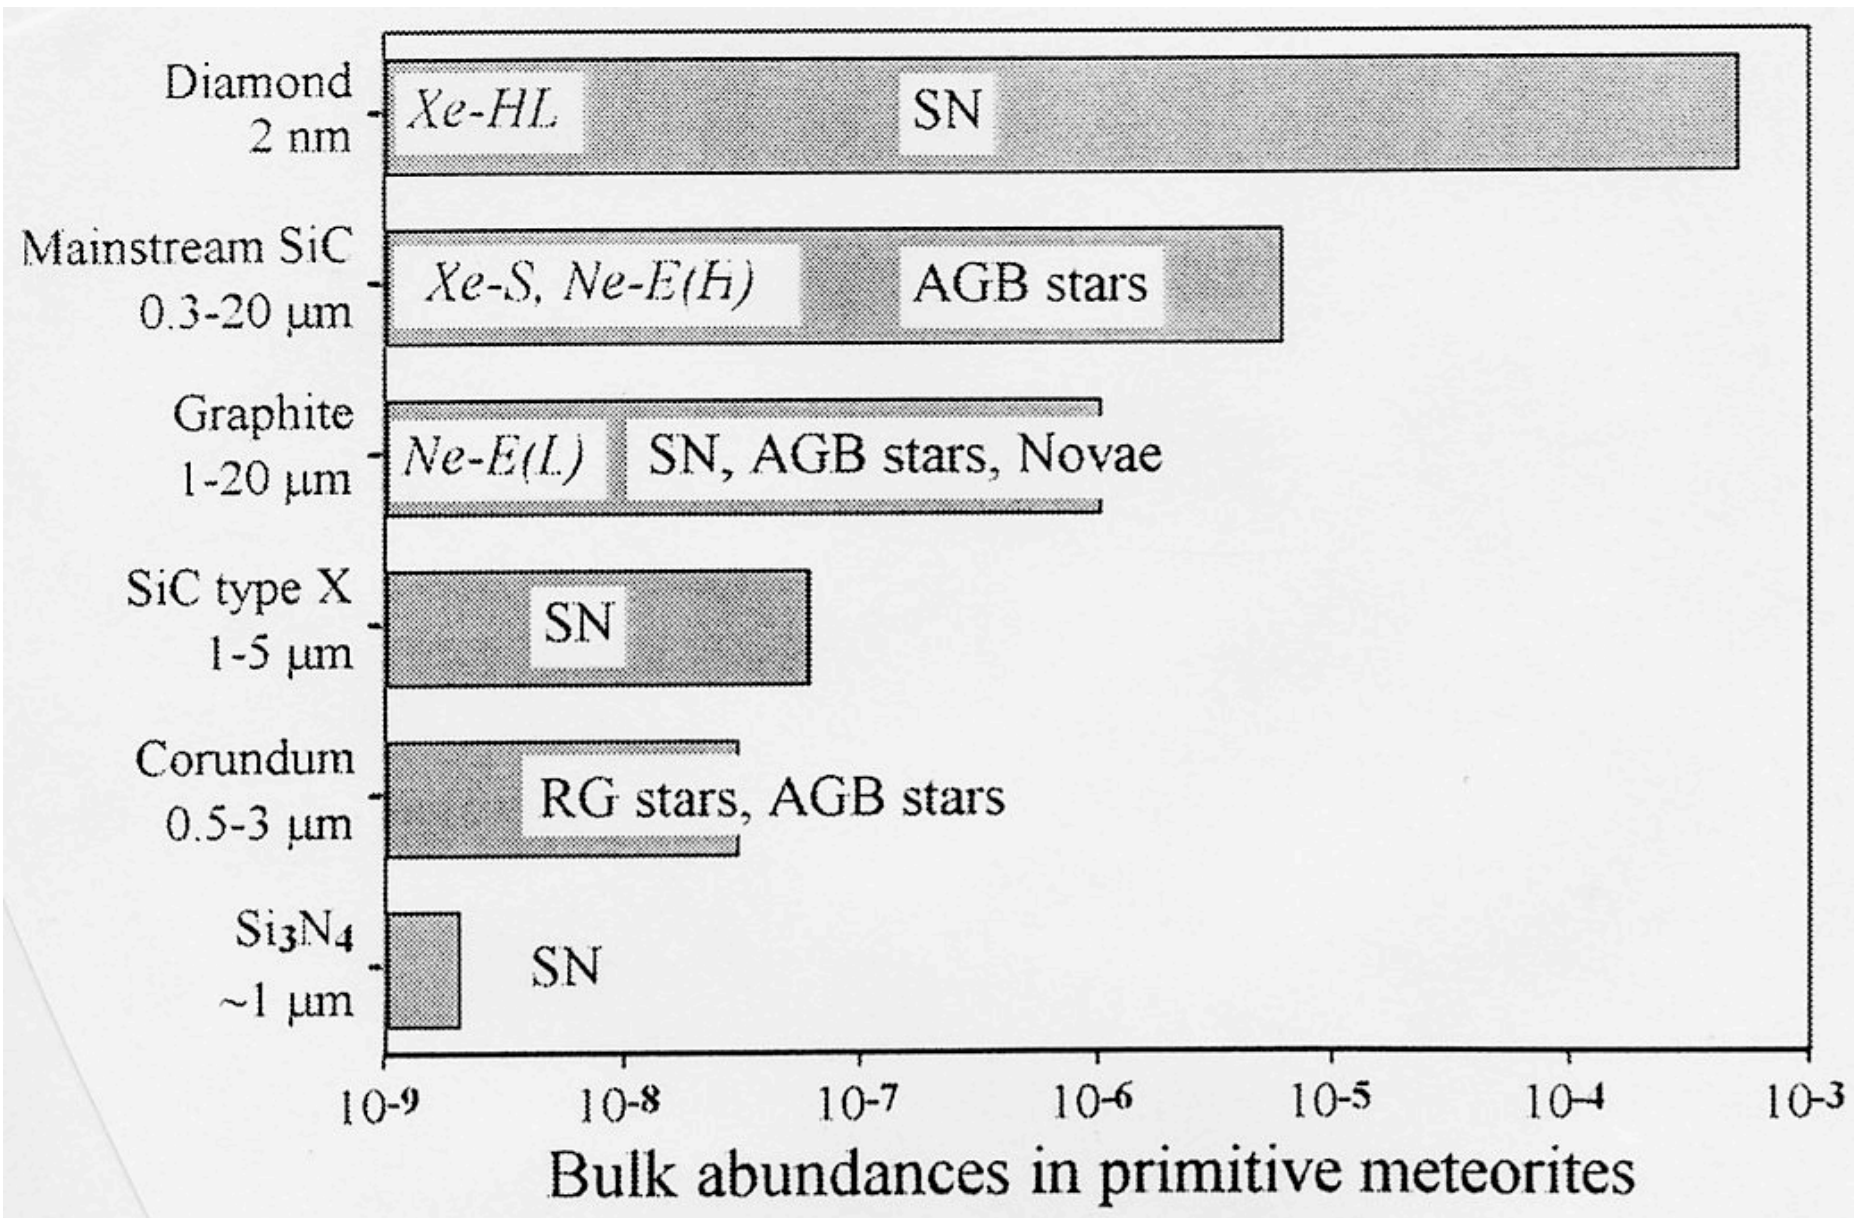 Diamond
2 nm
Xe-HL
SN
Mainstream SiC
0.3-20 μm
Xe-S, Ne-E(H)
AGB stars
Graphite
1-20 μm
Ne-E(L)
SN, AGB stars, Novae
SiC type X
1-5 μm
SN
Corundum
0.5-3 μm
RG stars, AGB stars
Si₃N₄
~1 μm
SN
10-9 10-8 10-7 10-6 10-5 10-4 10-3
Bulk abundances in primitive meteorites